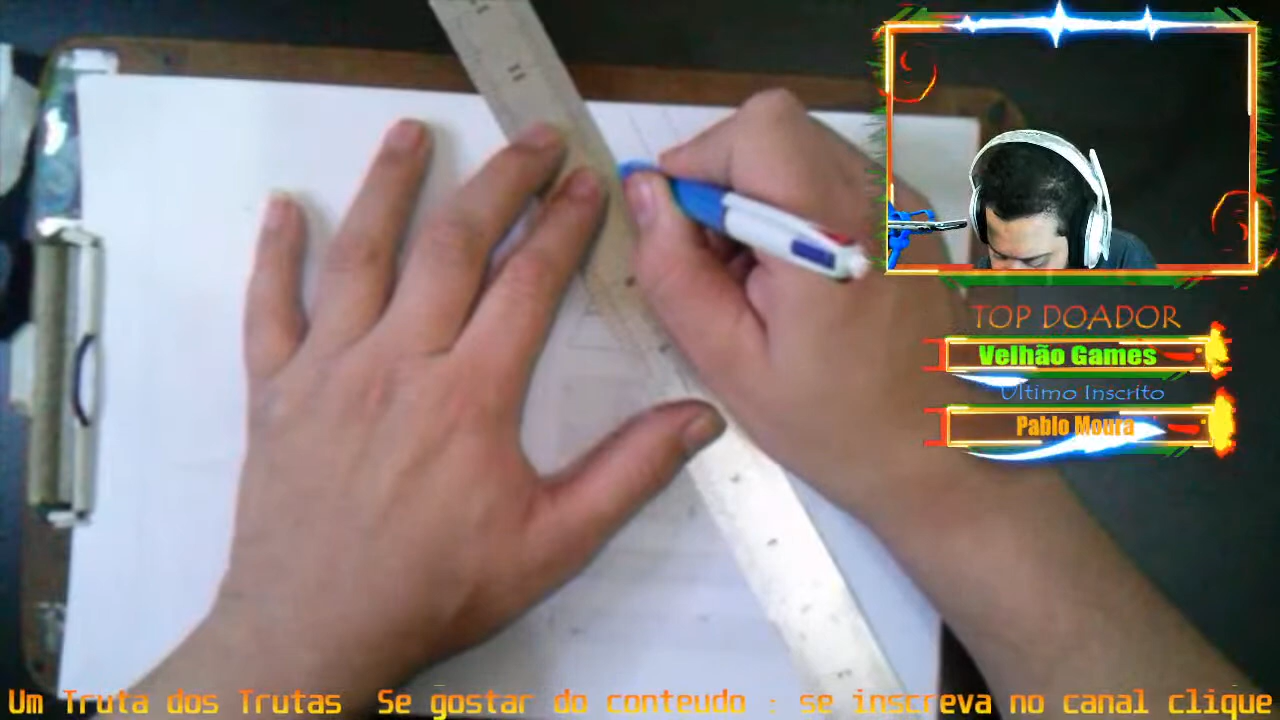 TOP DOADOR
Velhão Games
Ultimo Inscrito
Pablo Moura
Um Truta dos Trutas Se gostar do conteudo : se inscreva no canal clique